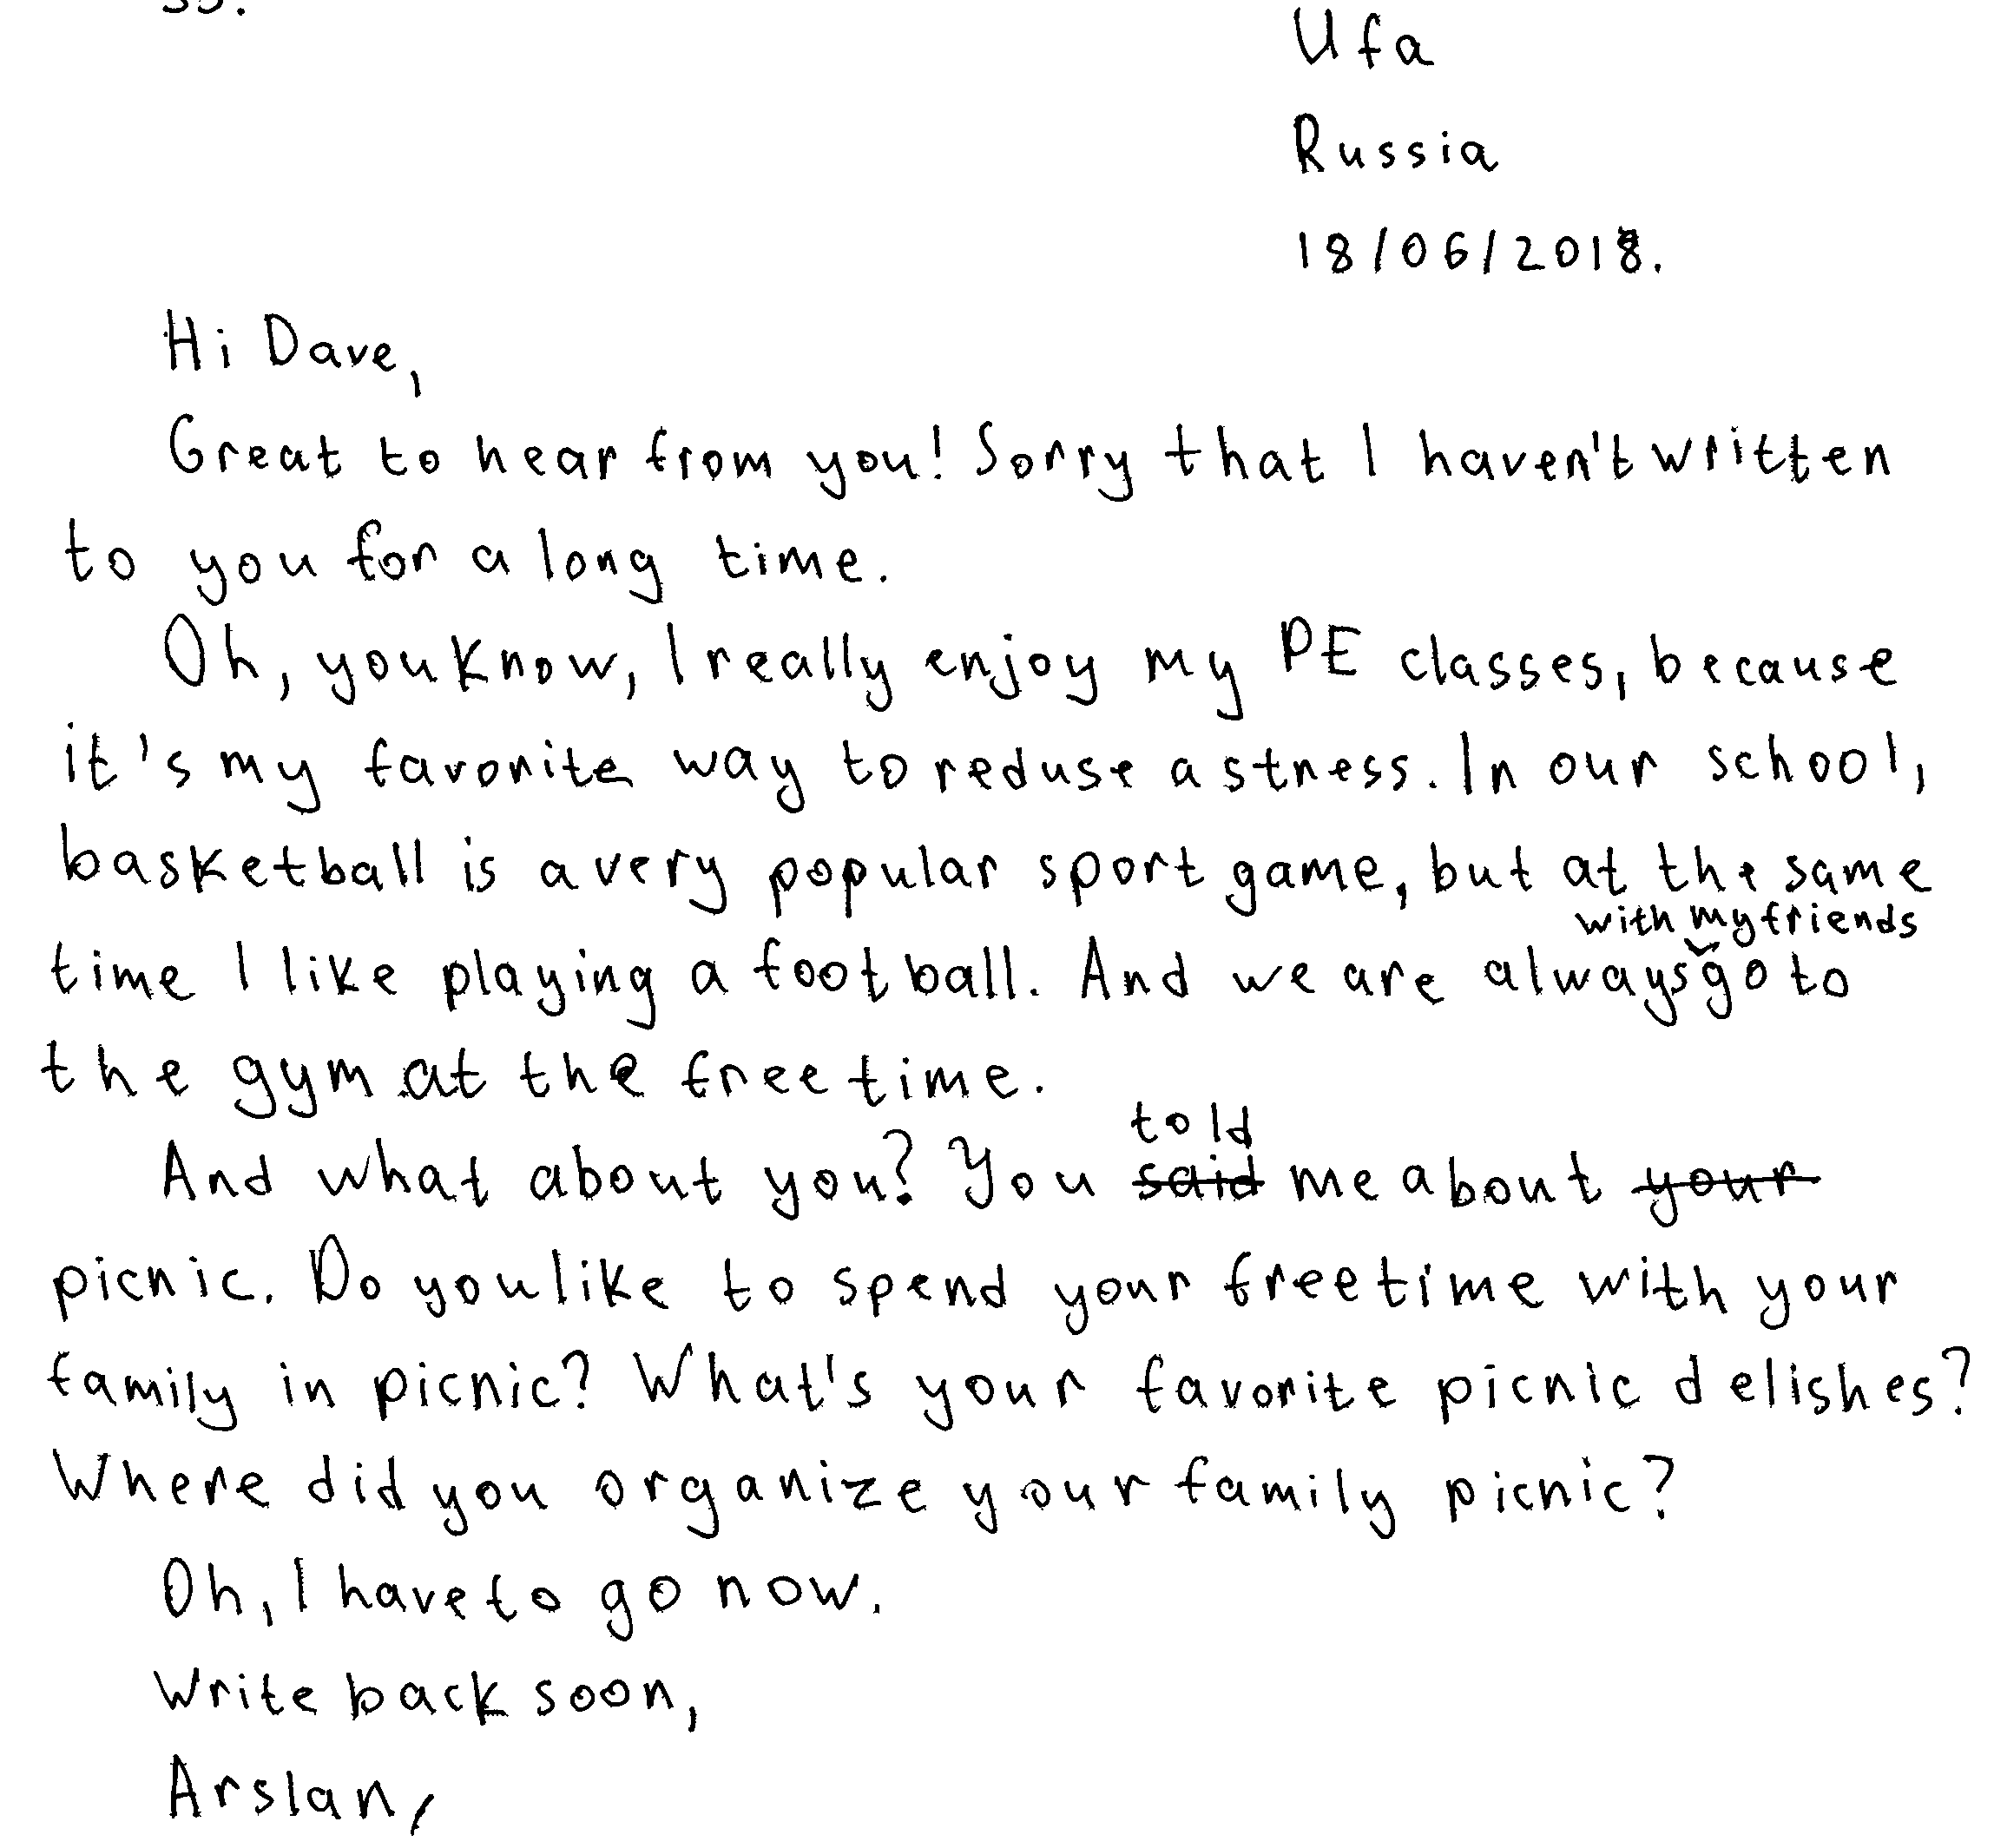 Ufa
Russia
18/06/2018.
Hi Dave,
Great to hear from you! Sorry that I haven't written
to you for a long time.
Oh, you know, I really enjoy my PE classes, because
it's my favorite way to reduse a stress. In our school,
basketball is a very popular sport game, but at the same
with my friends
time I like playing a football. And we are always go to
the gym at the free time.
told
And what about you? You said me about your
picnic. Do you like to spend your free time with your
family in picnic? What's your favorite picnic delishes?
Where did you organize your family picnic?
Oh, I have to go now.
Write back soon,
Arslan,